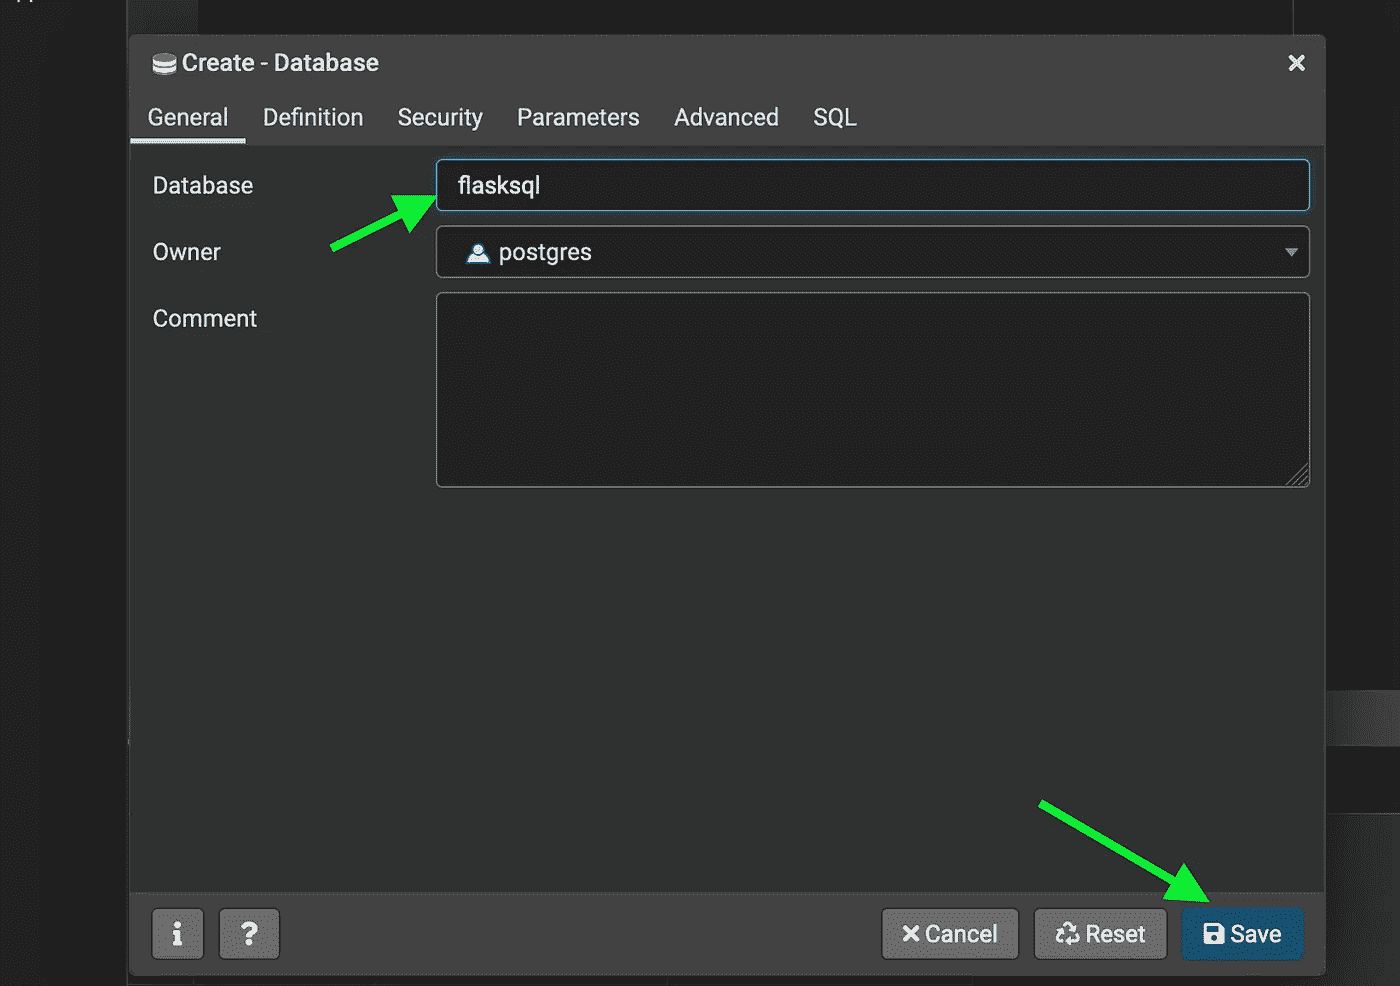 Create - Database
General Definition Security Parameters Advanced SQL
Database flasksql
Owner postgres
Comment
i ? Cancel Reset Save